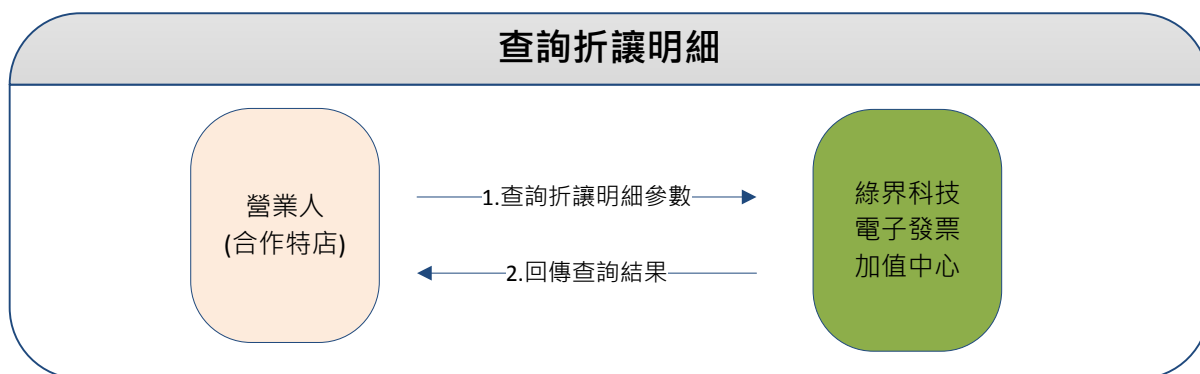 查詢折讓明細
營業人
(合作特店)
1.查詢折讓明細參數
2.回傳查詢結果
綠界科技
電子發票
加值中心